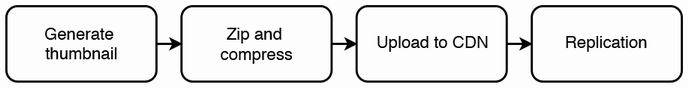 Generate
thumbnail
Zip and
compress
Upload to CDN
Replication